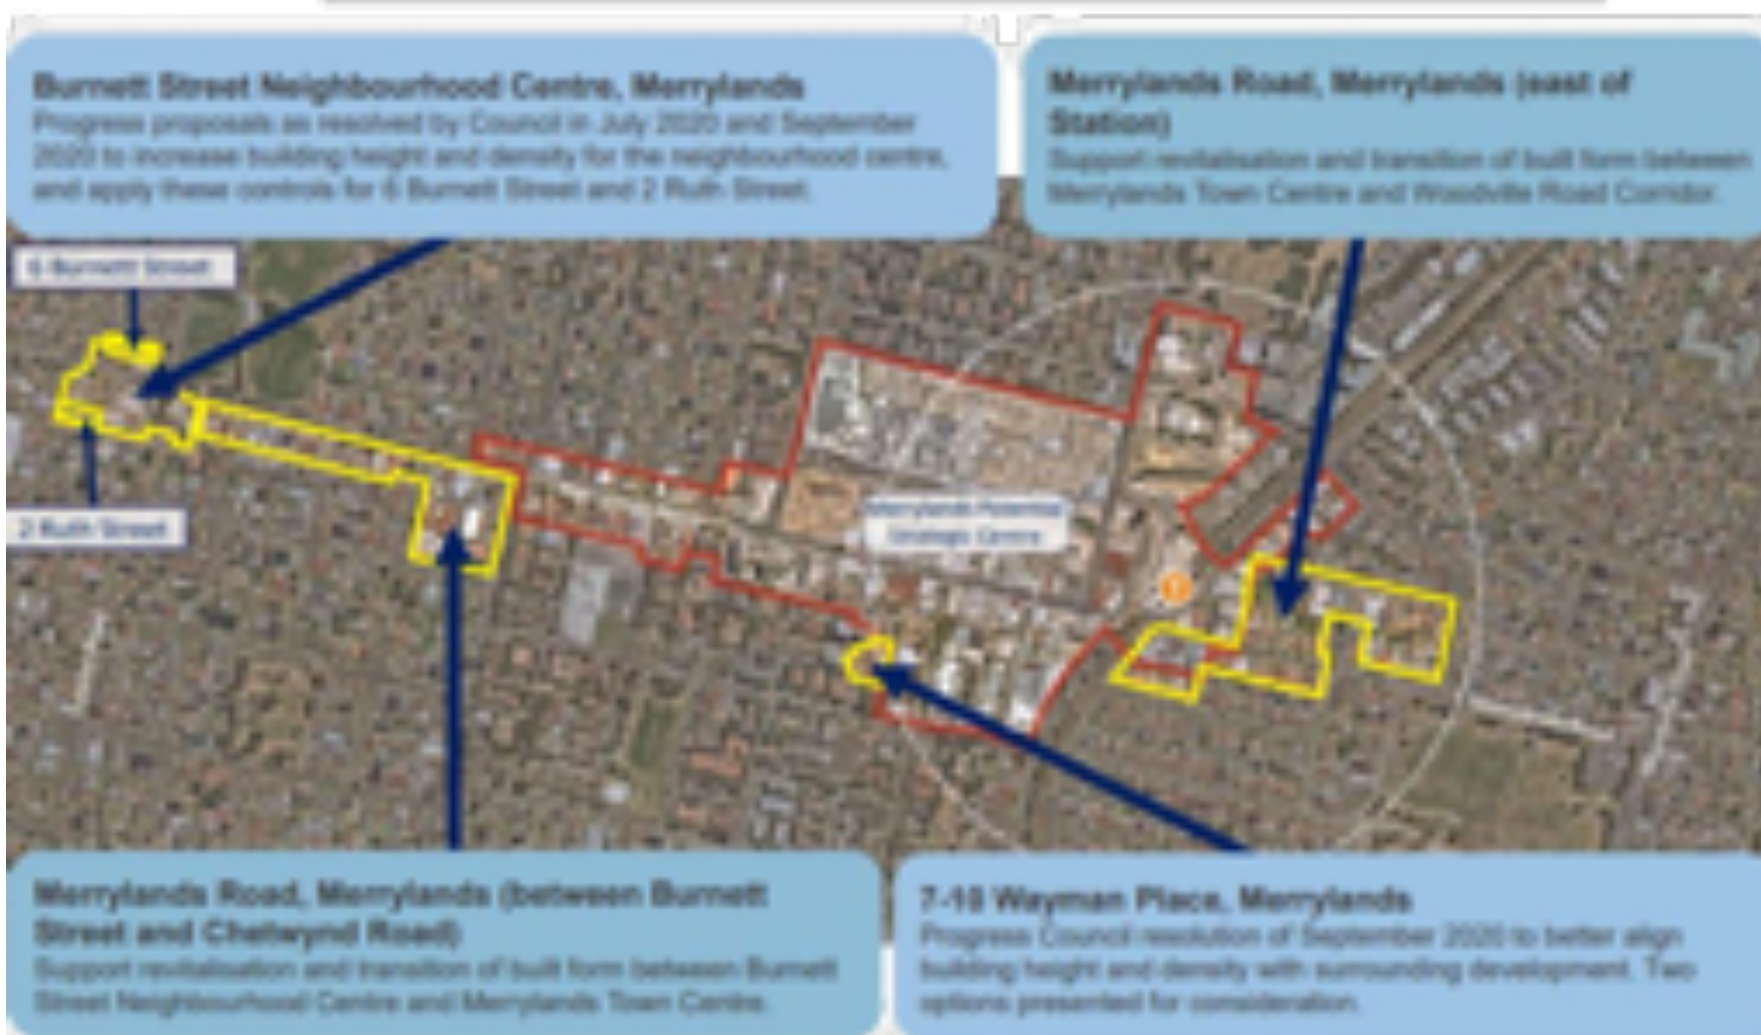 Burnett Street Neighbourhood Centre, Merrylands
Progress proposals as resolved by Council in July 2020 and September
2020 to increase building height and density for the neighbourhood centre,
and apply these controls for 6 Burnett Street and 2 Ruth Street.
Merrylands Road, Merrylands (east of
Station)
Support revitalisation and transition of built form between
Merrylands Town Centre and Woodville Road Corridor.
6 Burnett Street
2 Ruth Street
Merrylands Potential
Strategic Centre
Merrylands Road, Merrylands (between Burnett
Street and Chetwynd Road)
Support revitalisation and transition of built form between Burnett
Street Neighbourhood Centre and Merrylands Town Centre.
7-10 Wayman Place, Merrylands
Progress Council resolution of September 2020 to better align
building height and density with surrounding development. Two
options presented for consideration.